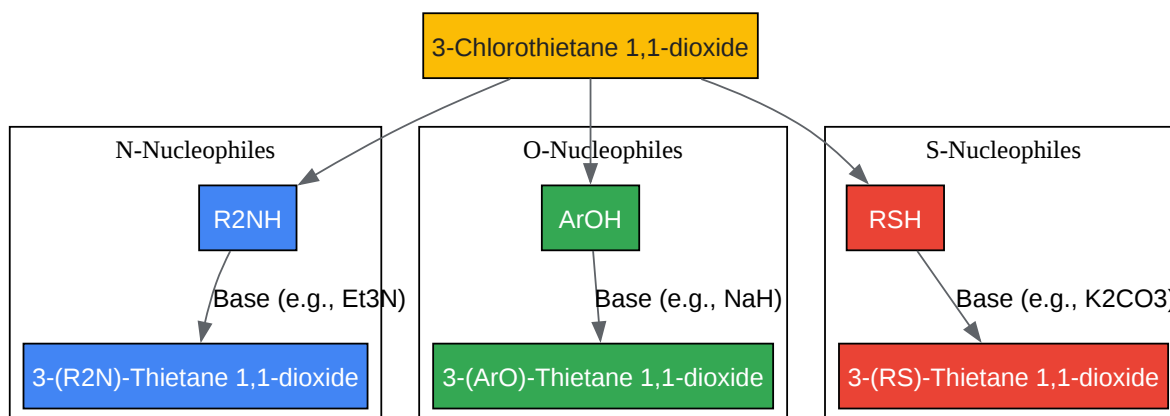 3-Chlorothietane 1,1-dioxide
N-Nucleophiles
O-Nucleophiles
S-Nucleophiles
R2NH
ArOH
RSH
Base (e.g., Et3N)
Base (e.g., NaH)
Base (e.g., K2CO3)
3-(R2N)-Thietane 1,1-dioxide
3-(ArO)-Thietane 1,1-dioxide
3-(RS)-Thietane 1,1-dioxide